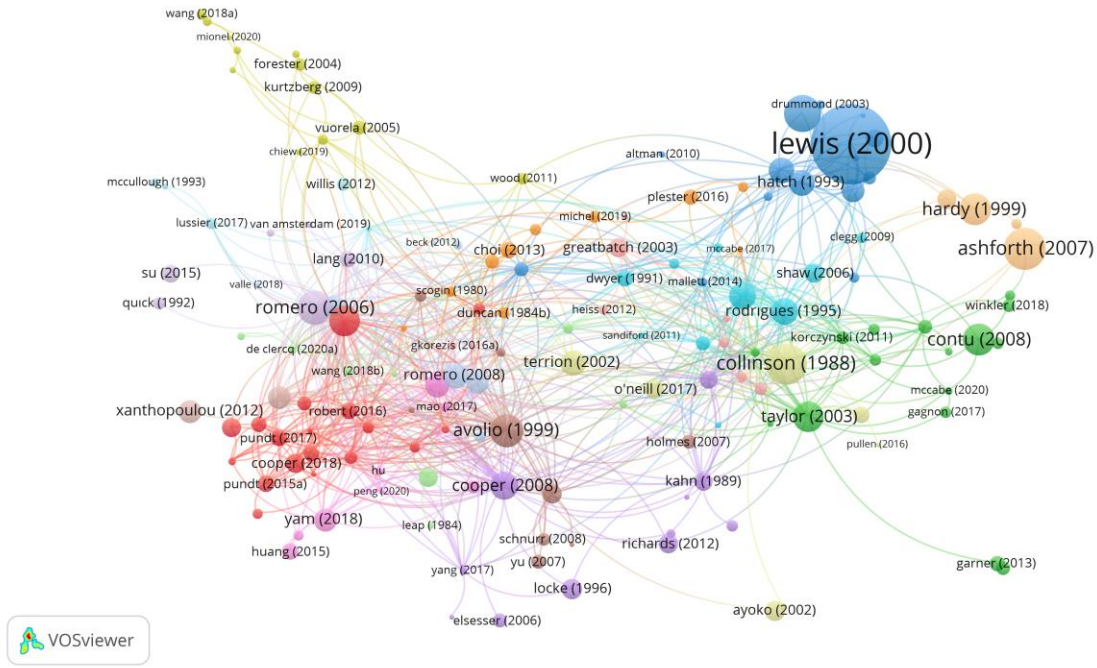 wang (2018a)
mionel (2020)
forester (2004)
kurtzberg (2009)
drummond (2003)
vuorela (2005)
lewis (2000)
chiew (2019)
altman (2010)
mccullough (1993)
willis (2012)
wood (2011)
hatch (1993)
plester (2016)
hardy (1999)
lussier (2017)
van amsterdam (2019)
michel (2019)
beck (2012)
choi (2013)
greatbatch (2003)
mccabe (2017)
clegg (2009)
ashforth (2007)
lang (2010)
su (2015)
valle (2018)
scogin (1980)
dwyer (1991)
mallett (2014)
shaw (2006)
quick (1992)
romero (2006)
duncan (1984b)
heiss (2012)
rodrigues (1995)
winkler (2018)
de clercq (2020a)
gkorezis (2016a)
sandiford (2011)
korczynski (2011)
contu (2008)
wang (2018b)
romero (2008)
terrion (2002)
collinson (1988)
o'neill (2017)
mccabe (2020)
xanthopoulou (2012)
robert (2016)
mao (2017)
taylor (2003)
gagnon (2017)
pundt (2017)
avolio (1999)
holmes (2007)
pullen (2016)
cooper (2018)
hu
pundt (2015a)
peng (2020)
cooper (2008)
kahn (1989)
yam (2018)
leap (1984)
huang (2015)
schnurr (2008)
richards (2012)
yang (2017)
yu (2007)
garner (2013)
locke (1996)
elsesser (2006)
ayoko (2002)
VOSviewer